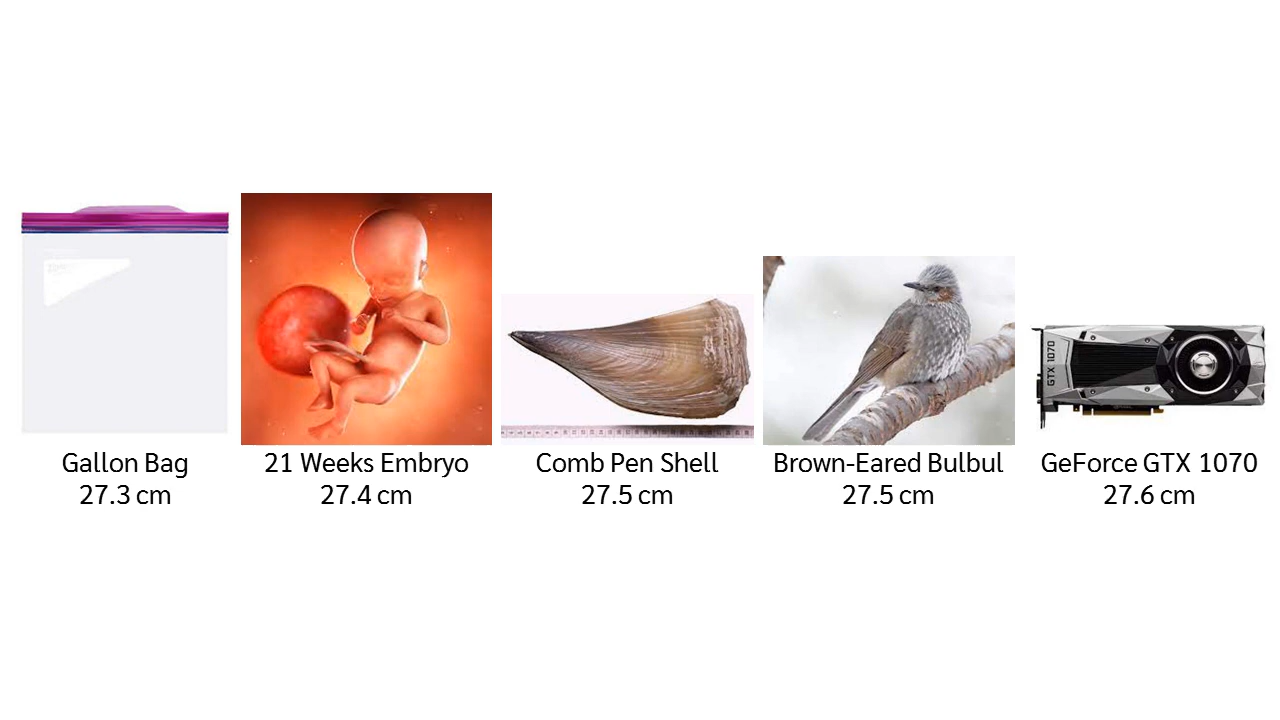 Gallon Bag
27.3 cm
21 Weeks Embryo
27.4 cm
Comb Pen Shell
27.5 cm
Brown-Eared Bulbul
27.5 cm
GeForce GTX 1070
27.6 cm
GTX 1070